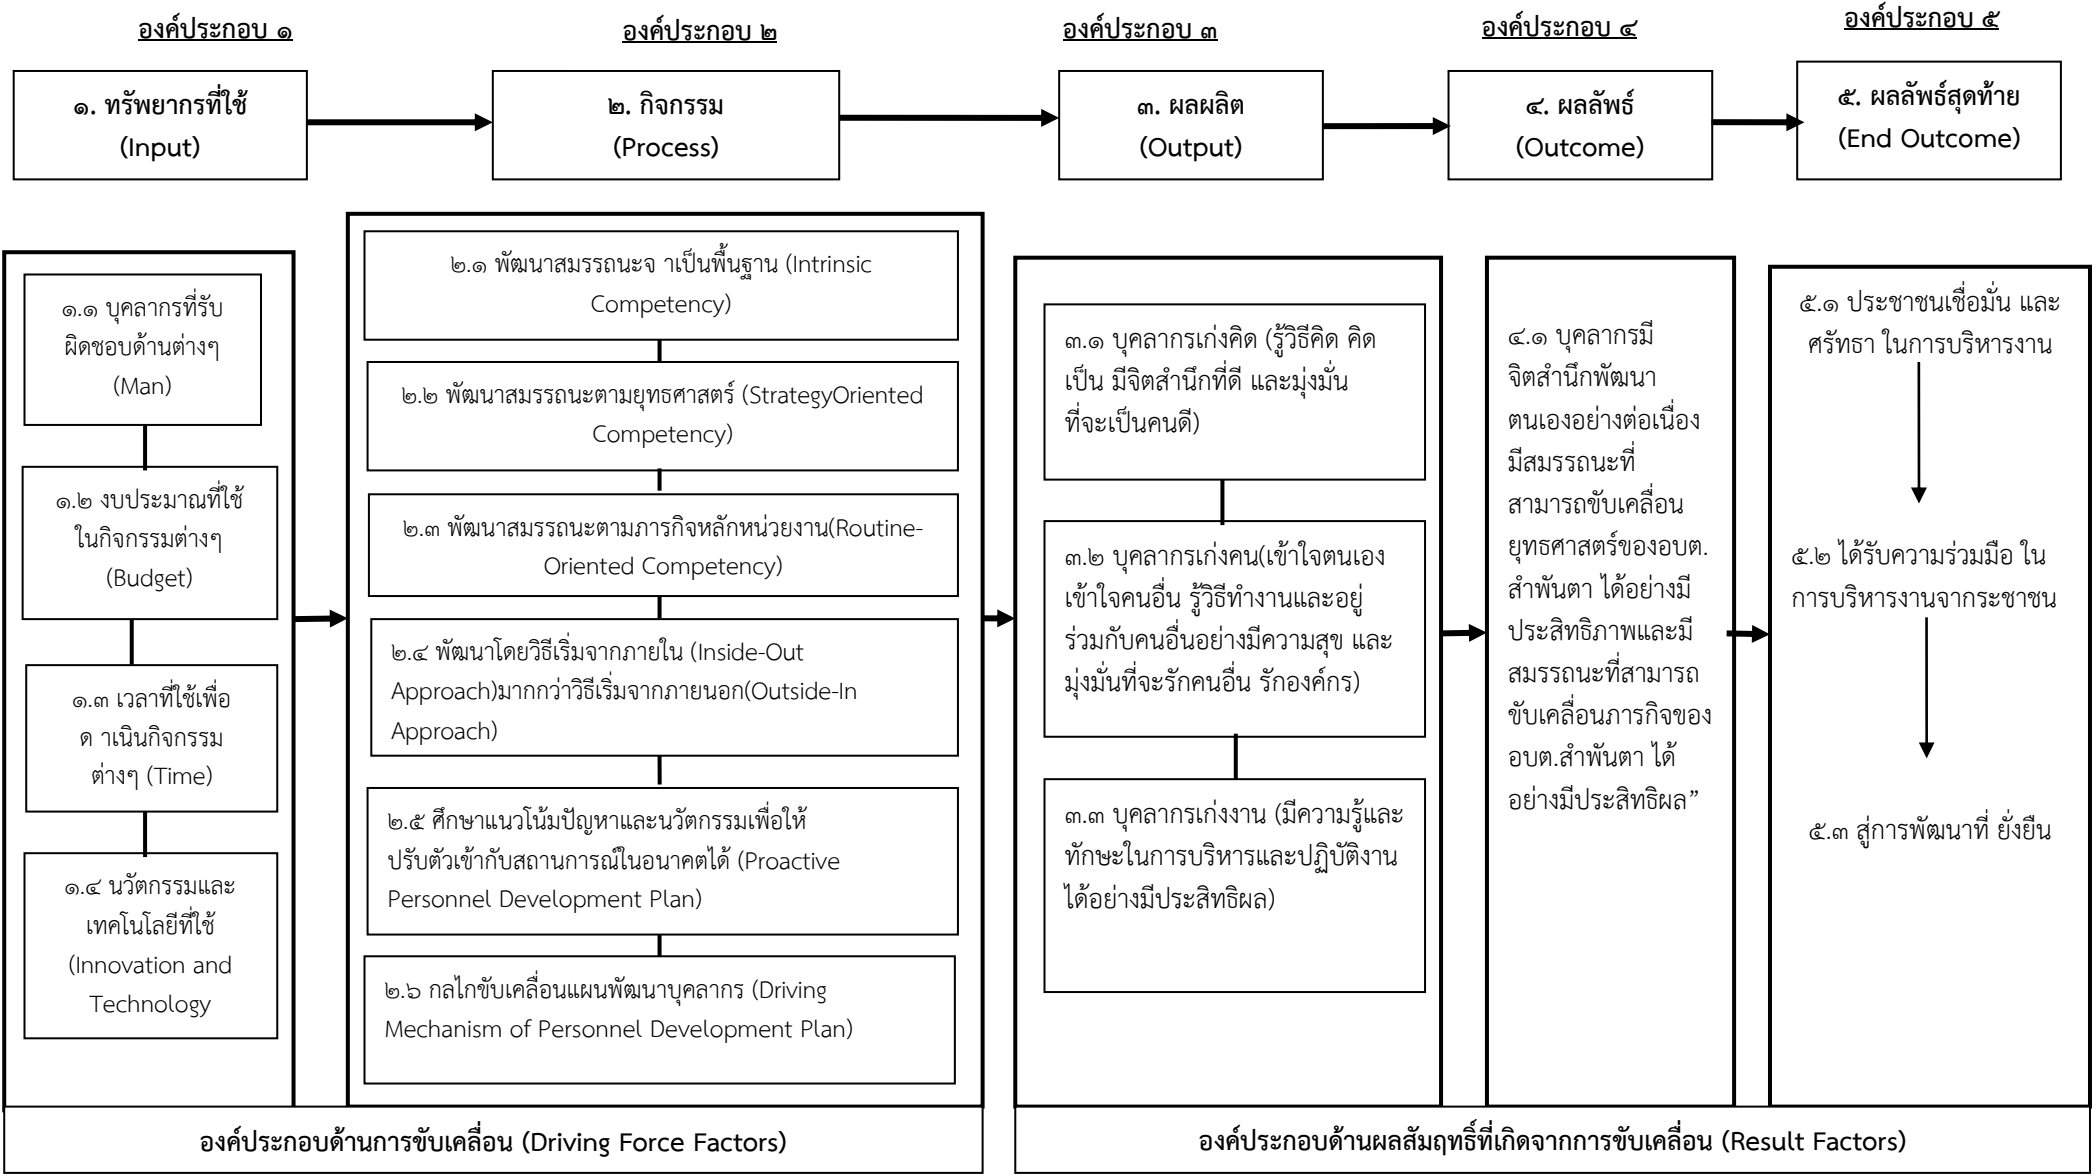 องค์ประกอบ ๑
องค์ประกอบ ๒
องค์ประกอบ ๓
องค์ประกอบ ๔
องค์ประกอบ ๕
๑. ทรัพยากรที่ใช้
(Input)
๒. กิจกรรม
(Process)
๓. ผลผลิต
(Output)
๔. ผลลัพธ์
(Outcome)
๕. ผลลัพธ์สุดท้าย
(End Outcome)
๑.๑ บุคลากรที่รับ
ผิดชอบด้านต่างๆ
(Man)
๑.๒ งบประมาณที่ใช้
ในกิจกรรมต่างๆ
(Budget)
๑.๓ เวลาที่ใช้เพื่อ
ด าเนินกิจกรรม
ต่างๆ (Time)
๑.๔ นวัตกรรมและ
เทคโนโลยีที่ใช้
(Innovation and
Technology
๒.๑ พัฒนาสมรรถนะจ าเป็นพื้นฐาน (Intrinsic
Competency)
๒.๒ พัฒนาสมรรถนะตามยุทธศาสตร์ (StrategyOriented
Competency)
๒.๓ พัฒนาสมรรถนะตามภารกิจหลักหน่วยงาน(Routine-
Oriented Competency)
๒.๔ พัฒนาโดยวิธีเริ่มจากภายใน (Inside-Out
Approach)มากกว่าวิธีเริ่มจากภายนอก(Outside-In
Approach)
๒.๕ ศึกษาแนวโน้มปัญหาและนวัตกรรมเพื่อให้
ปรับตัวเข้ากับสถานการณ์ในอนาคตได้ (Proactive
Personnel Development Plan)
๒.๖ กลไกขับเคลื่อนแผนพัฒนาบุคลากร (Driving
Mechanism of Personnel Development Plan)
๓.๑ บุคลากรเก่งคิด (รู้วิธีคิด คิด
เป็น มีจิตสำนึกที่ดี และมุ่งมั่น
ที่จะเป็นคนดี)
๓.๒ บุคลากรเก่งคน(เข้าใจตนเอง
เข้าใจคนอื่น รู้วิธีทำงานและอยู่
ร่วมกับคนอื่นอย่างมีความสุข และ
มุ่งมั่นที่จะรักคนอื่น รักองค์กร)
๓.๓ บุคลากรเก่งงาน (มีความรู้และ
ทักษะในการบริหารและปฏิบัติงาน
ได้อย่างมีประสิทธิผล)
๔.๑ บุคลากรมี
จิตสำนึกพัฒนา
ตนเองอย่างต่อเนื่อง
มีสมรรถนะที่
สามารถขับเคลื่อน
ยุทธศาสตร์ของอบต.
สำพันตา ได้อย่างมี
ประสิทธิภาพและมี
สมรรถนะที่สามารถ
ขับเคลื่อนภารกิจของ
อบต.สำพันตา ได้
อย่างมีประสิทธิผล”
๕.๑ ประชาชนเชื่อมั่น และ
ศรัทธา ในการบริหารงาน
๕.๒ ได้รับความร่วมมือ ใน
การบริหารงานจากระชาชน
๕.๓ สู่การพัฒนาที่ ยั่งยืน
องค์ประกอบด้านการขับเคลื่อน (Driving Force Factors)
องค์ประกอบด้านผลสัมฤทธิ์ที่เกิดจากการขับเคลื่อน (Result Factors)